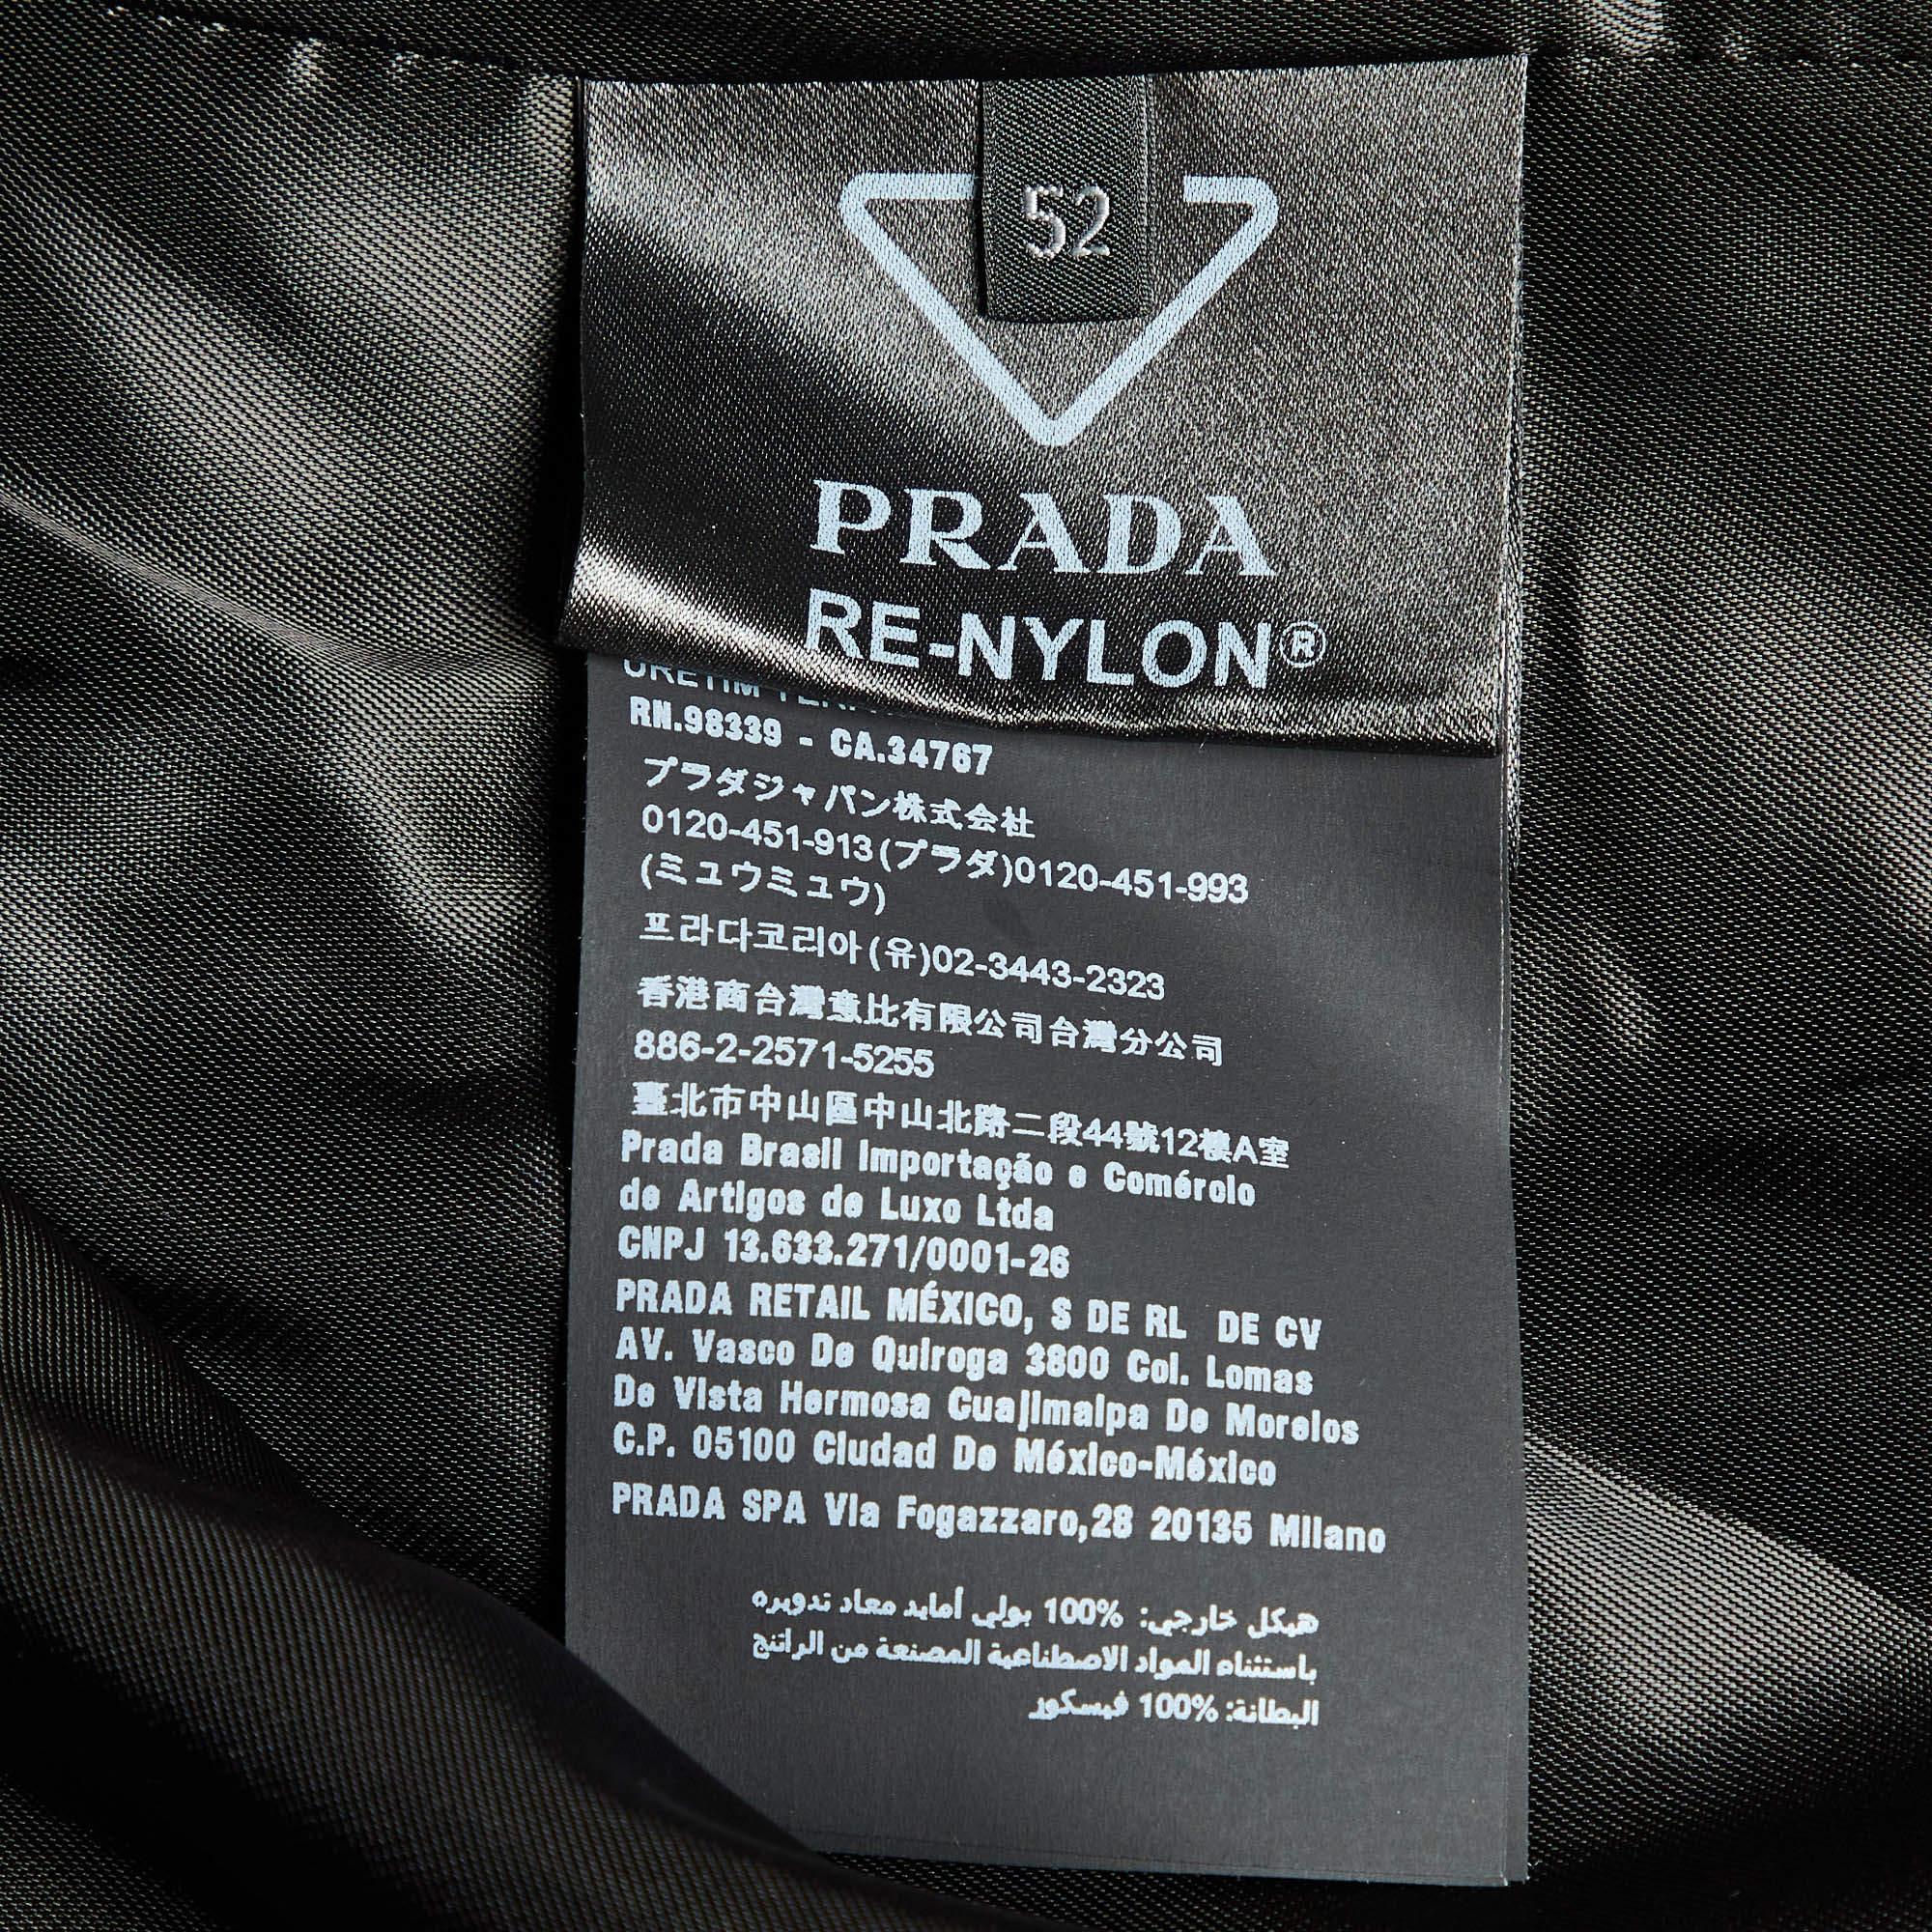 52
PRADA
RE-NYLON®
RN.98339 - CA.34767
プラダジャパン株式会社
0120-451-913(プラダ)0120-451-993
(ミュウミュウ)
프라다코리아(유)02-3443-2323
香港商台灣意比有限公司台灣分公司
886-2-2571-5255
臺北市中山區中山北路二段44號12樓A室
Prada Brasil Importação e Comércio
de Artigos de Luxo Ltda
CNPJ 13.633.271/0001-26
PRADA RETAIL MÉXICO, S DE RL DE CV
AV. Vasco De Quiroga 3800 Col. Lomas
De Vista Hermosa Cuajimalpa De Morelos
C.P. 05100 Ciudad De México-México
PRADA SPA Via Fogazzaro,28 20135 Milano
هيكل خارجي: 100% بولي أمايد معاد تدويره
باستثناء المواد الاصطناعية المصنعة من الراتنج
البطانة: 100% فيسكوز